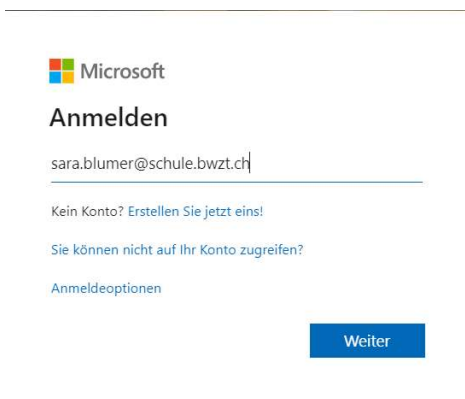 Microsoft
Anmelden
sara.blumer@schule.bwzt.ch
Kein Konto? Erstellen Sie jetzt eins!
Sie können nicht auf Ihr Konto zugreifen?
Anmeldeoptionen
Weiter